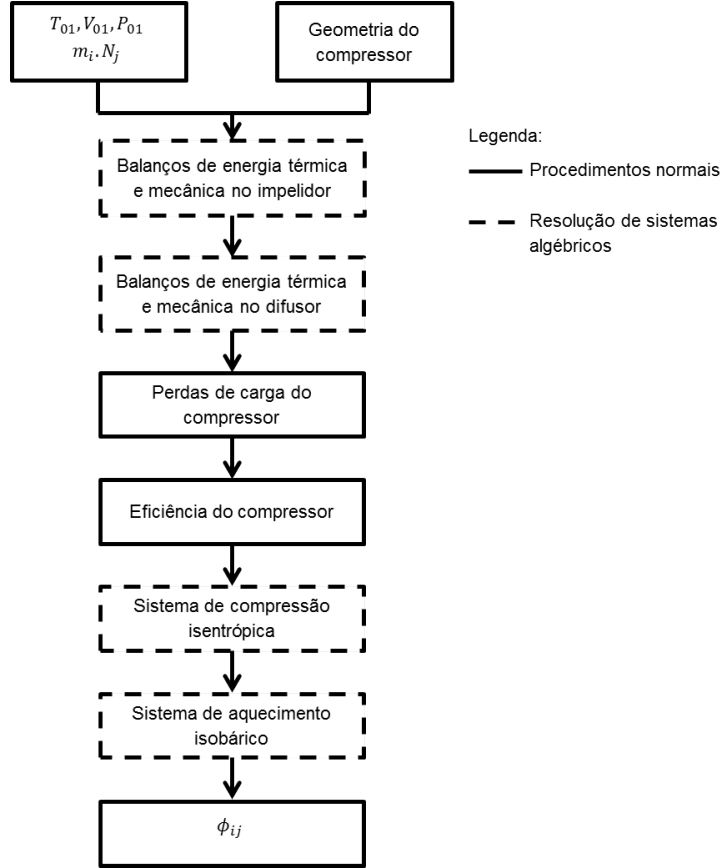 T₀₁, V₀₁, P₀₁
mᵢ. Nⱼ
Geometria do
compressor
Balanços de energia térmica
e mecânica no impelidor
Legenda:
Procedimentos normais
Resolução de sistemas
algébricos
Balanços de energia térmica
e mecânica no difusor
Perdas de carga do
compressor
Eficiência do compressor
Sistema de compressão
isentrópica
Sistema de aquecimento
isobárico
ϕᵢⱼ